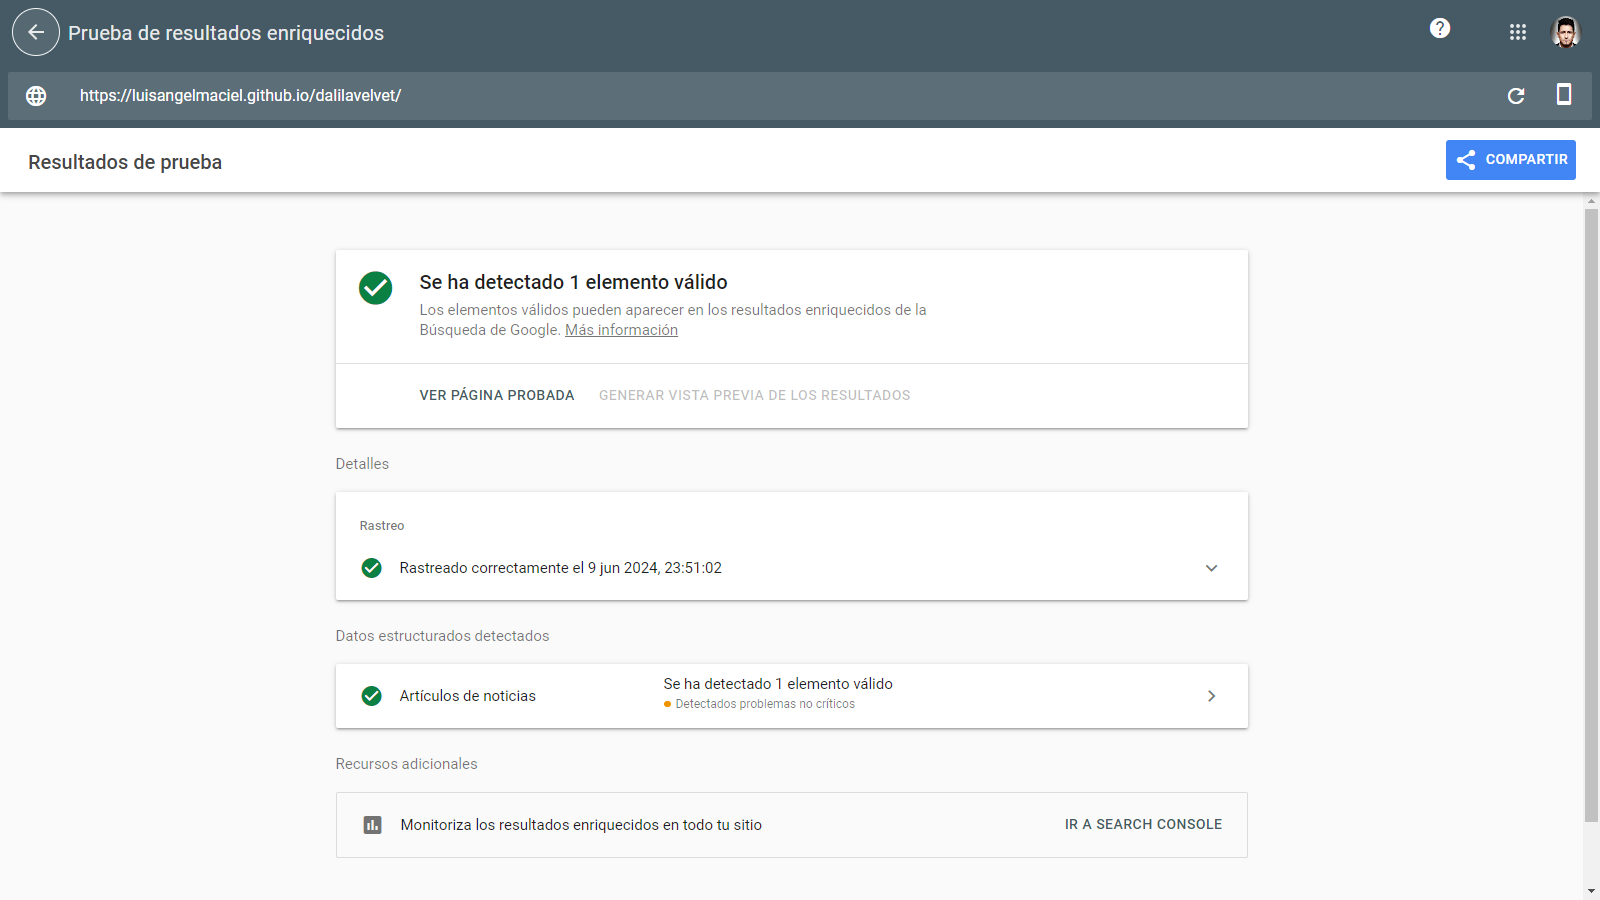 Prueba de resultados enriquecidos
https://luisangelmaciel.github.io/dalilavelvet/
Resultados de prueba
COMPARTIR
Se ha detectado 1 elemento válido
Los elementos válidos pueden aparecer en los resultados enriquecidos de la
Búsqueda de Google. Más información
VER PÁGINA PROBADA GENERAR VISTA PREVIA DE LOS RESULTADOS
Detalles
Rastreo
Rastreado correctamente el 9 jun 2024, 23:51:02
Datos estructurados detectados
Artículos de noticias
Se ha detectado 1 elemento válido
Detectados problemas no críticos
Recursos adicionales
Monitoriza los resultados enriquecidos en todo tu sitio
IR A SEARCH CONSOLE